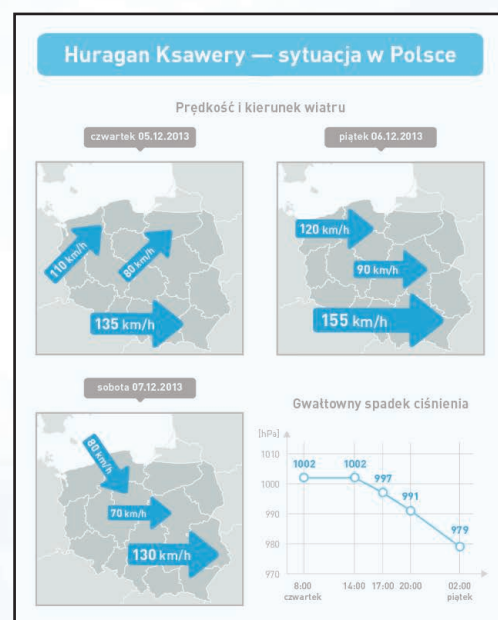 Huragan Ksawery — sytuacja w Polsce
Prędkość i kierunek wiatru
czwartek 05.12.2013
110 km/h
80 km/h
135 km/h
piątek 06.12.2013
120 km/h
90 km/h
155 km/h
sobota 07.12.2013
80 km/h
70 km/h
130 km/h
Gwałtowny spadek ciśnienia
[hPa]
1010
1000
990
980
970
1002
1002
997
991
979
8:00 14:00 17:00 20:00 02:00
czwartek piątek